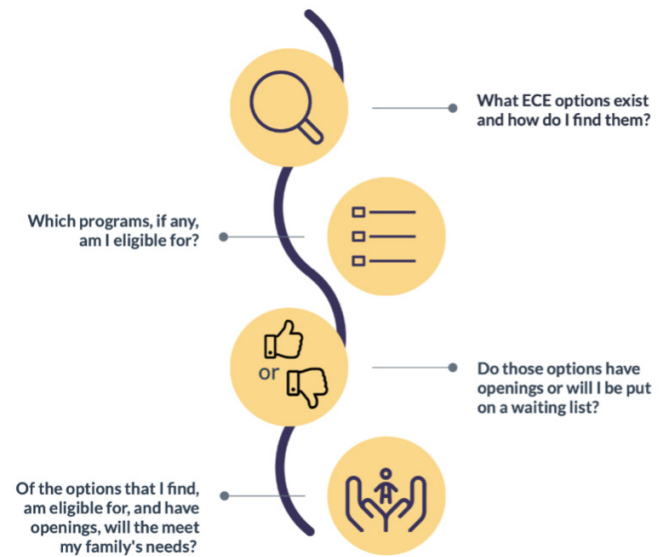 What ECE options exist
and how do I find them?
Which programs, if any,
am I eligible for?
or
Do those options have
openings or will I be put
on a waiting list?
Of the options that I find,
am eligible for, and have
openings, will the meet
my family's needs?